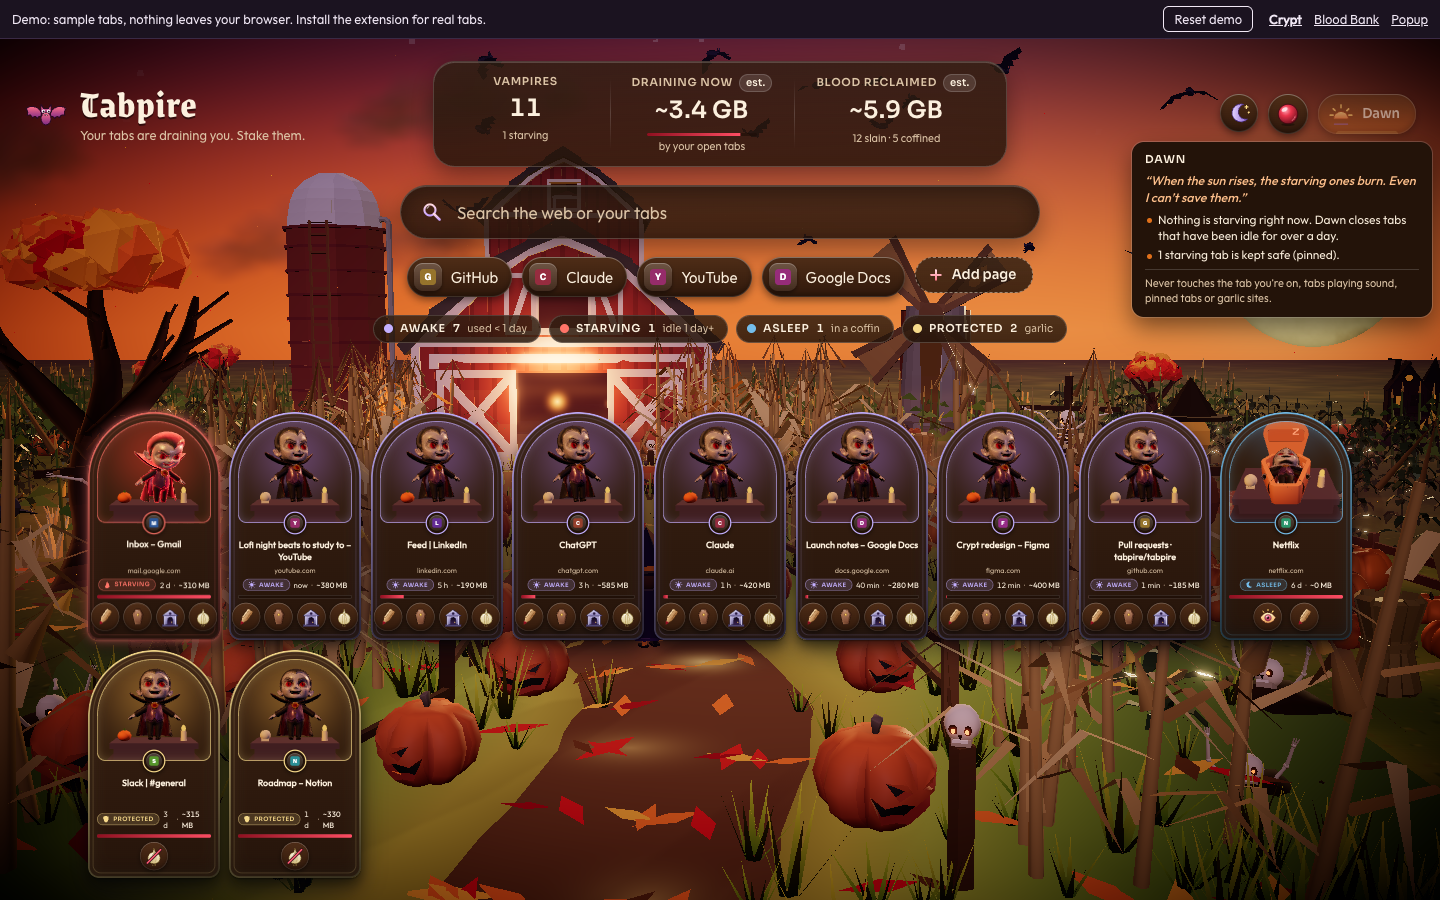 Demo: sample tabs, nothing leaves your browser. Install the extension for real tabs.
Reset demo
Crypt
Blood Bank
Popup
Tabpire
Your tabs are draining you. Stake them.
VAMPIRES
11
1 starving
DRAINING NOW est.
~3.4 GB
by your open tabs
BLOOD RECLAIMED est.
~5.9 GB
12 slain · 5 coffined
Dawn
DAWN
“When the sun rises, the starving ones burn. Even
I can’t save them.”
Nothing is starving right now. Dawn closes tabs
that have been idle for over a day.
1 starving tab is kept safe (pinned).
Never touches the tab you’re on, tabs playing sound,
pinned tabs or garlic sites.
Search the web or your tabs
G GitHub
C Claude
Y YouTube
D Google Docs
+ Add page
AWAKE 7 used < 1 day
STARVING 1 idle 1 day+
ASLEEP 1 in a coffin
PROTECTED 2 garlic
M
Inbox – Gmail
mail.google.com
STARVING 2 d · ~310 MB
Y
Lofi night beats to study to –
YouTube
youtube.com
AWAKE now · ~380 MB
L
Feed | LinkedIn
linkedin.com
AWAKE 5 h · ~190 MB
C
ChatGPT
chatgpt.com
AWAKE 3 h · ~585 MB
C
Claude
claude.ai
AWAKE 1 h · ~420 MB
D
Launch notes – Google Docs
docs.google.com
AWAKE 40 min · ~280 MB
F
Crypt redesign – Figma
figma.com
AWAKE 12 min · ~400 MB
G
Pull requests ·
tabpire/tabpire
github.com
AWAKE 1 min · ~185 MB
Z
N
Netflix
netflix.com
ASLEEP 6 d · ~0 MB
S
Slack | #general
PROTECTED 3 d · ~315 MB
N
Roadmap – Notion
PROTECTED 1 d · ~330 MB